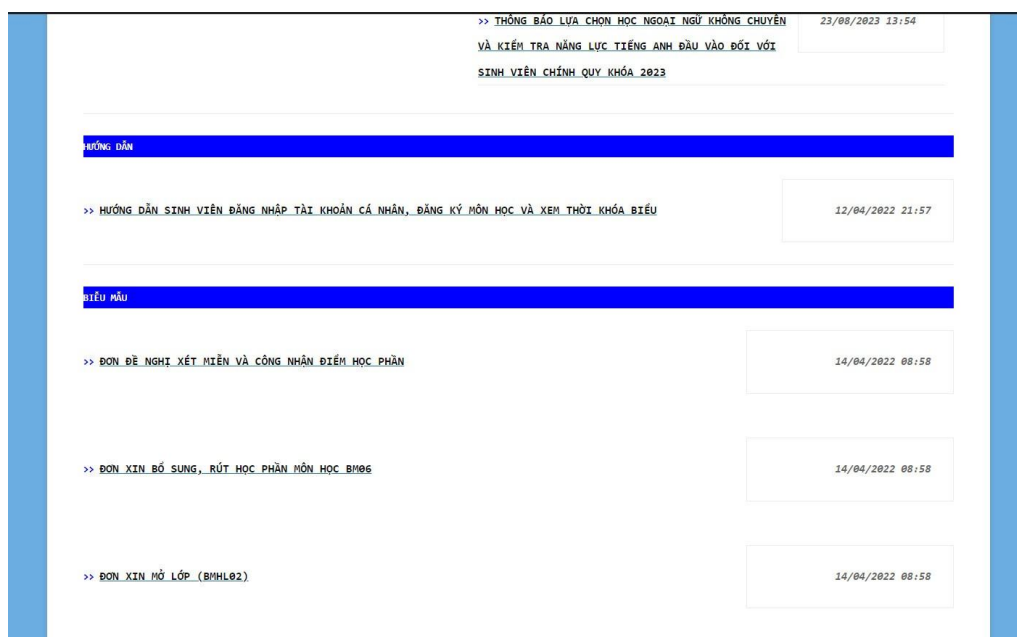 >> THÔNG BÁO LỰA CHỌN HỌC NGOẠI NGỮ KHÔNG CHUYÊN
23/08/2023 13:54
VÀ KIỂM TRA NĂNG LỰC TIẾNG ANH ĐẦU VÀO ĐỐI VỚI
SINH VIÊN CHÍNH QUY KHÓA 2023
HƯỚNG DẪN
>> HƯỚNG DẪN SINH VIÊN ĐĂNG NHẬP TÀI KHOẢN CÁ NHÂN, ĐĂNG KÝ MÔN HỌC VÀ XEM THỜI KHÓA BIỂU
12/04/2022 21:57
BIỂU MẪU
>> ĐƠN ĐỀ NGHỊ XÉT MIỄN VÀ CÔNG NHẬN ĐIỂM HỌC PHẦN
14/04/2022 08:58
>> ĐƠN XIN BỔ SUNG, RÚT HỌC PHẦN MÔN HỌC BM06
14/04/2022 08:58
>> ĐƠN XIN MỞ LỚP (BMHL02)
14/04/2022 08:58